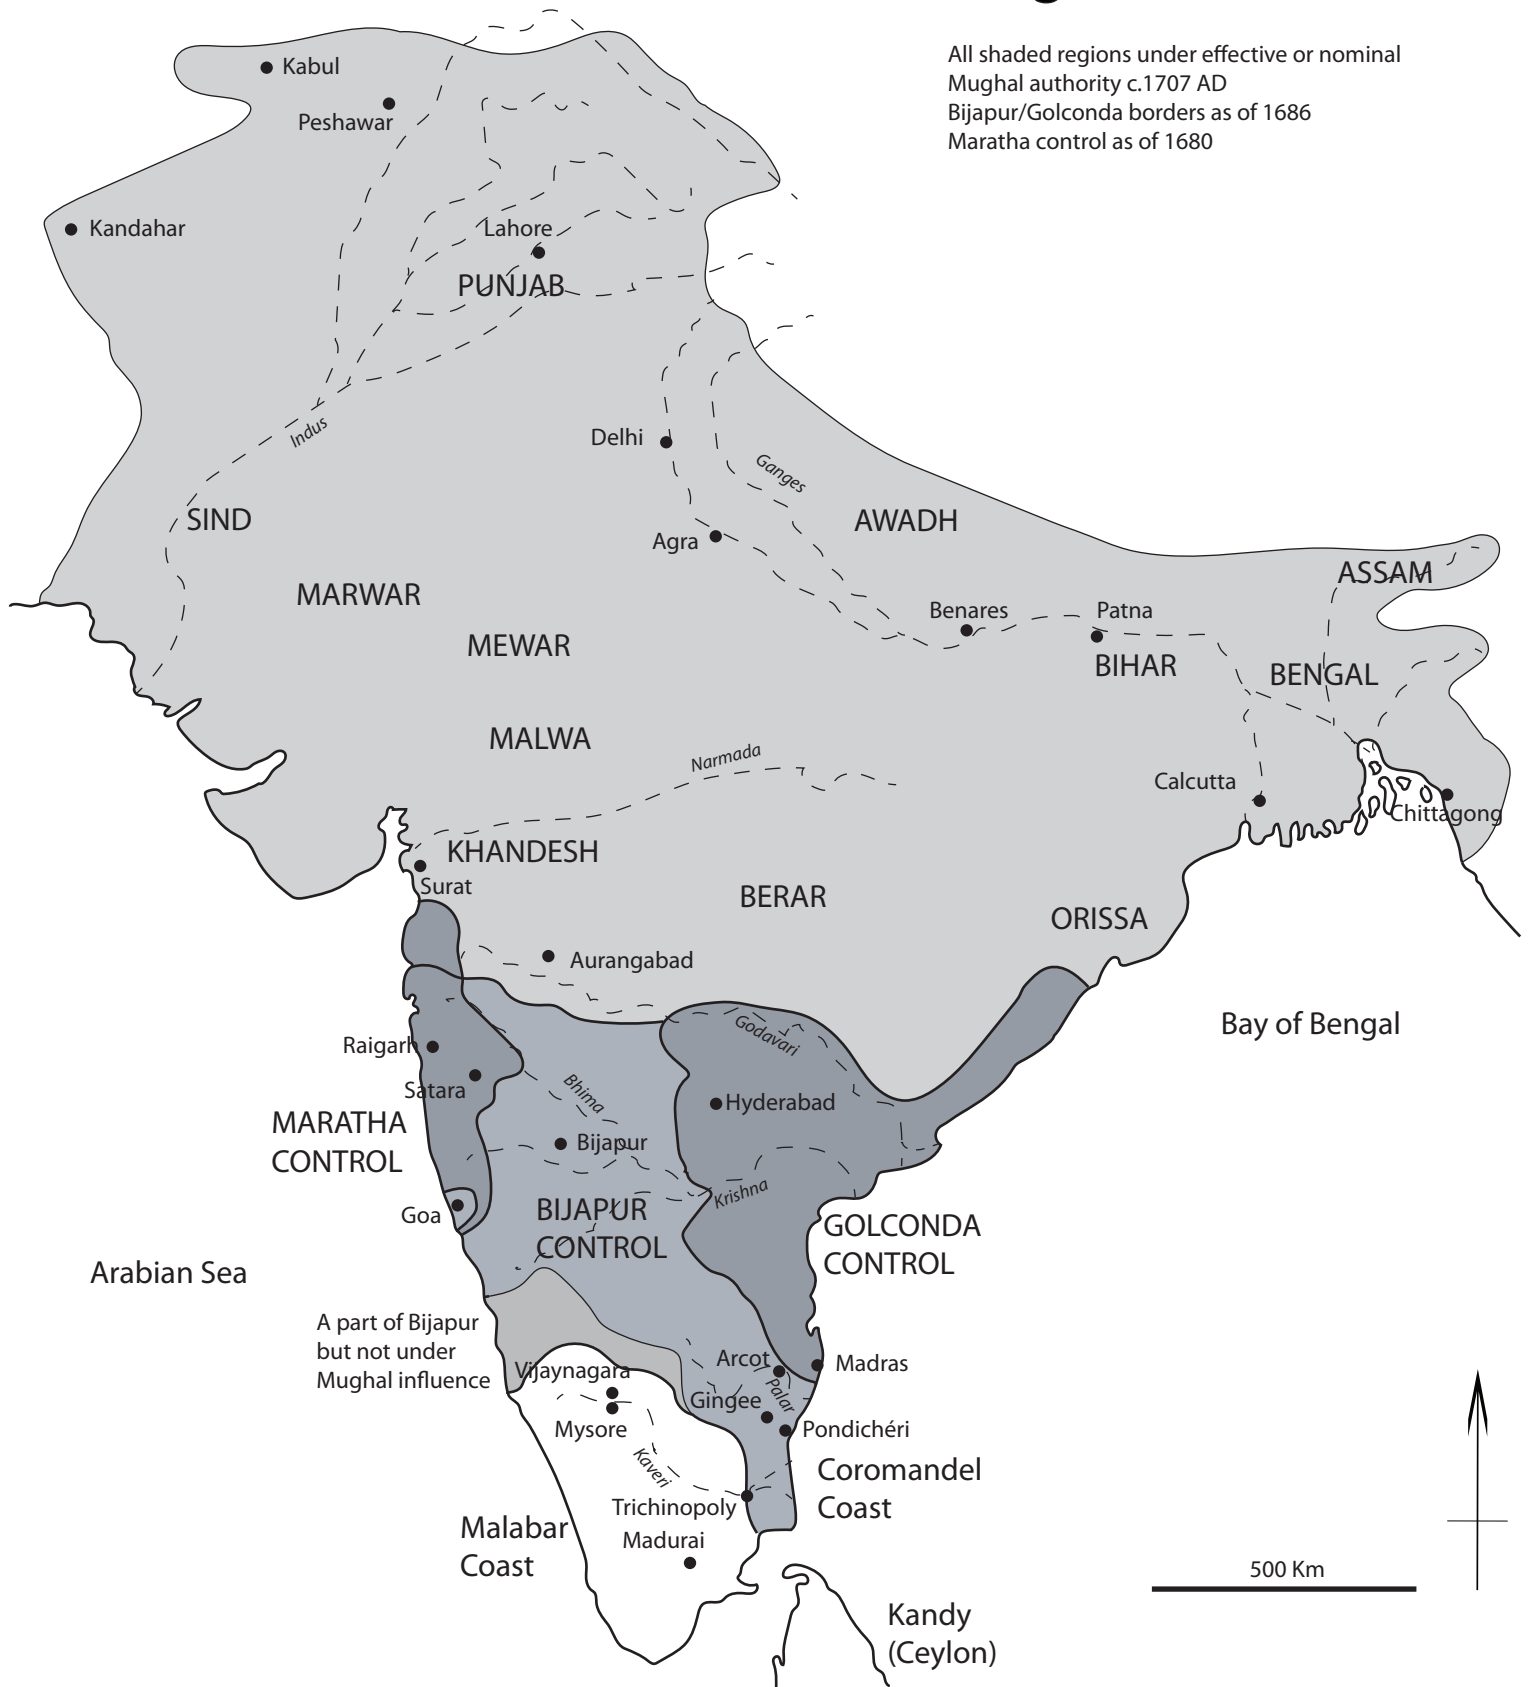 All shaded regions under effective or nominal
Mughal authority c.1707 AD
Bijapur/Golconda borders as of 1686
Maratha control as of 1680
Kabul
Peshawar
Kandahar
Lahore
PUNJAB
Indus
Delhi
Ganges
SIND
AWADH
Agra
ASSAM
MARWAR
Benares
Patna
MEWAR
BIHAR
BENGAL
MALWA
Narmada
Calcutta
Chittagong
KHANDESH
Surat
BERAR
ORISSA
Aurangabad
Bay of Bengal
Godavari
Raigarh
Satara
Bhima
Hyderabad
MARATHA
CONTROL
Bijapur
Krishna
Goa
BIJAPUR
CONTROL
GOLCONDA
CONTROL
Arabian Sea
A part of Bijapur
but not under
Mughal influence
Vijaynagara
Arcot
Madras
Palar
Gingee
Mysore
Pondichéri
Kaveri
Coromandel
Coast
Trichinopoly
Malabar
Coast
Madurai
500 Km
Kandy
(Ceylon)